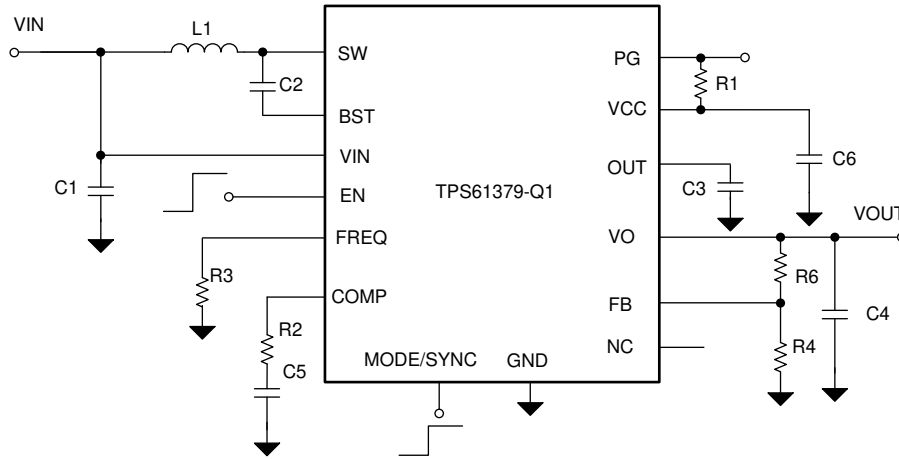 VIN
L1
SW
C2
BST
VIN
C1
EN
FREQ
R3
COMP
R2
C5
MODE/SYNC
GND
TPS61379-Q1
PG
R1
VCC
C6
OUT
C3
VOUT
VO
R6
FB
C4
R4
NC